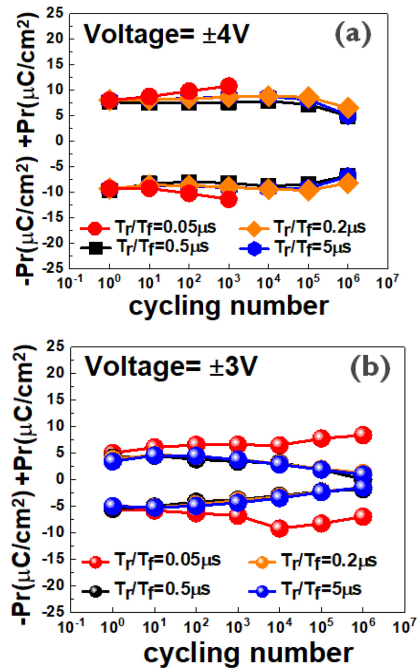 Voltage= ±4V (a)
-Pr(μC/cm²) +Pr(μC/cm²)
25
20
15
10
5
0
-5
-10
-15
-20
-25
Tr/Tf=0.05μs Tr/Tf=0.2μs
Tr/Tf=0.5μs Tr/Tf=5μs
10⁻¹ 10⁰ 10¹ 10² 10³ 10⁴ 10⁵ 10⁶ 10⁷
cycling number
Voltage= ±3V (b)
-Pr(μC/cm²) +Pr(μC/cm²)
25
20
15
10
5
0
-5
-10
-15
-20
-25
Tr/Tf=0.05μs Tr/Tf=0.2μs
Tr/Tf=0.5μs Tr/Tf=5μs
10⁻¹ 10⁰ 10¹ 10² 10³ 10⁴ 10⁵ 10⁶ 10⁷
cycling number